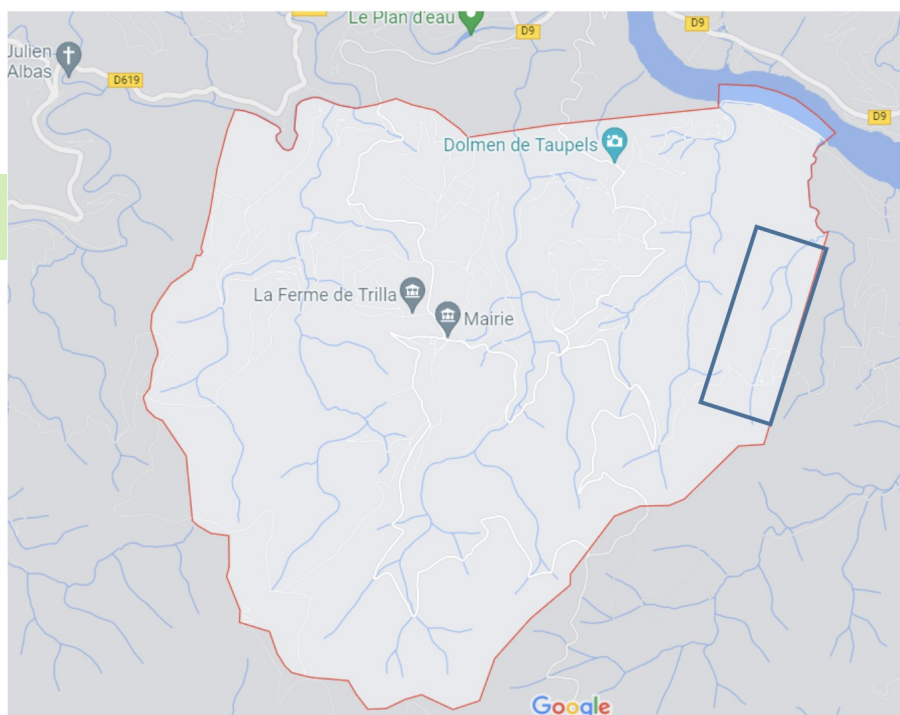 Le Plan d'eau
D9
D9
Julien
Albas
D619
D9
Dolmen de Taupels
La Ferme de Trilla
Mairie
Google